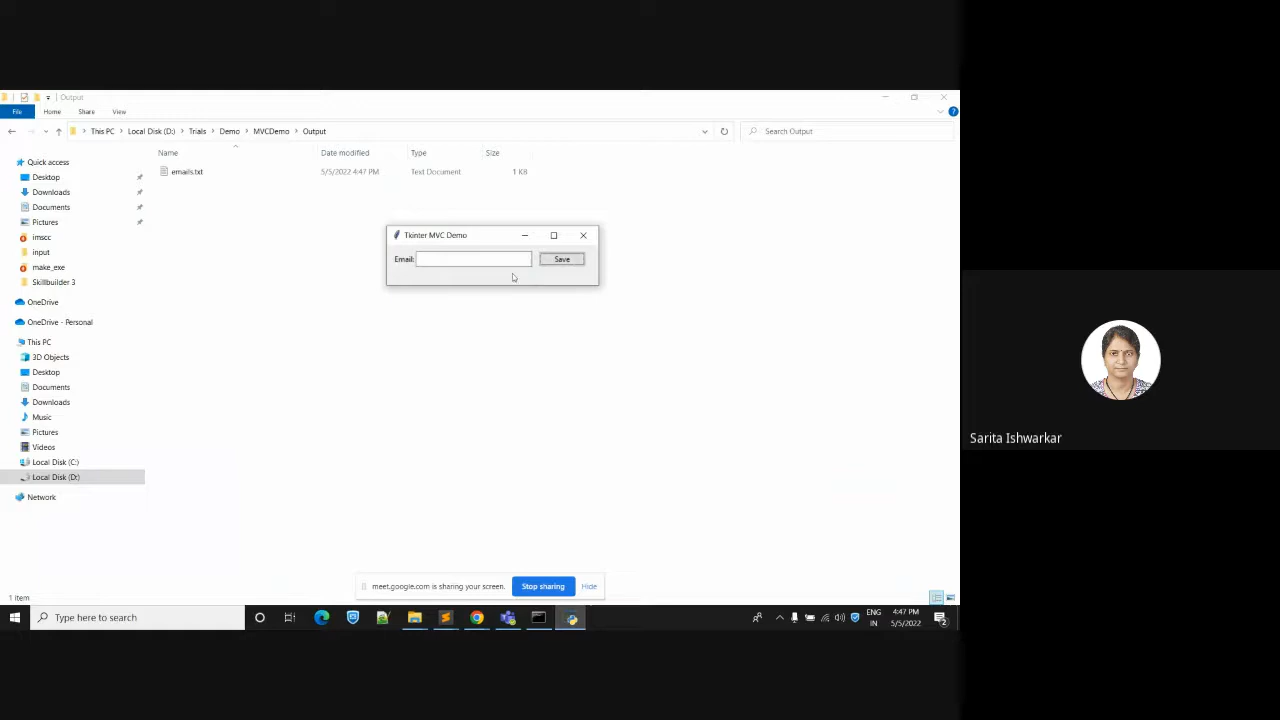 Output
File Home Share View
This PC Local Disk (D:) Trials Demo MVCDemo Output
Search Output
Name Date modified Type Size
emails.txt 5/5/2022 4:47 PM Text Document 1 KB
Quick access
Desktop
Downloads
Documents
Pictures
imscc
input
make_exe
Skillbuilder 3
OneDrive
OneDrive - Personal
This PC
3D Objects
Desktop
Documents
Downloads
Music
Pictures
Videos
Local Disk (C:)
Local Disk (D:)
Network
Tkinter MVC Demo
Email: Save
Sarita Ishwarkar
meet.google.com is sharing your screen. Stop sharing Hide
1 item
Type here to search
ENG
IN
4:47 PM
5/5/2022
2